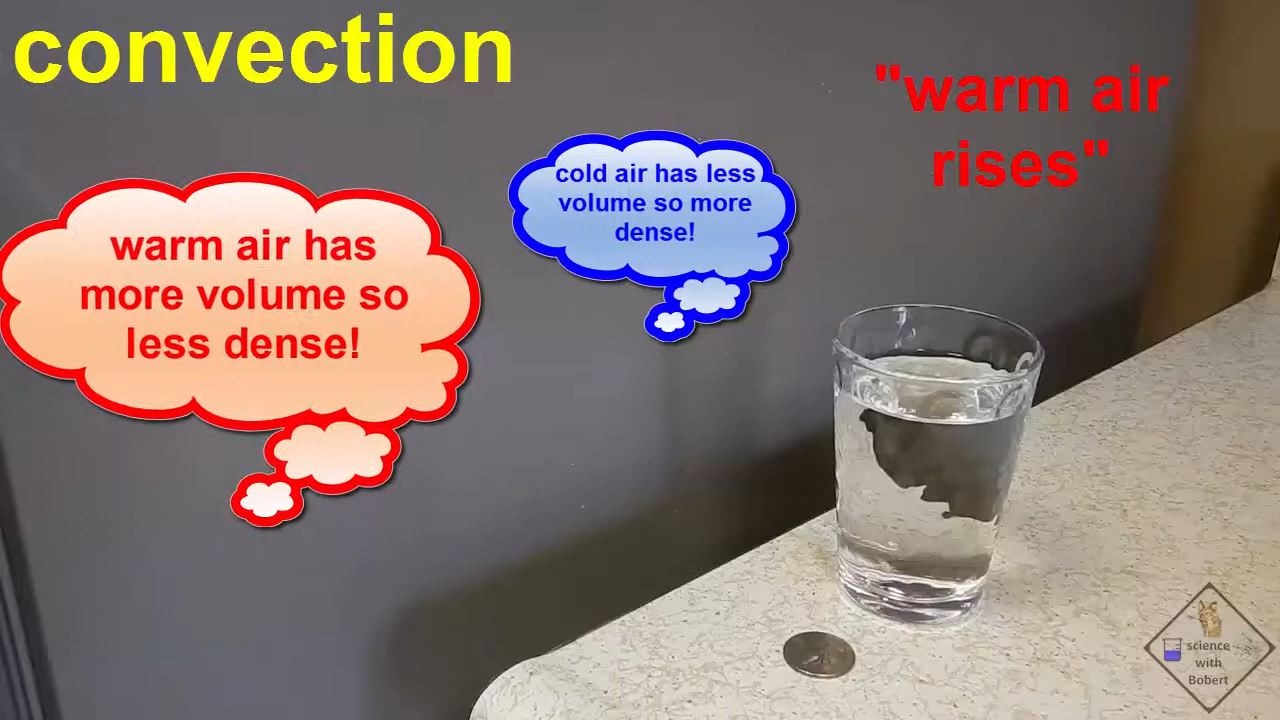 convection
"warm air
rises"
cold air has less
volume so more
dense!
warm air has
more volume so
less dense!
science
with
Bobert